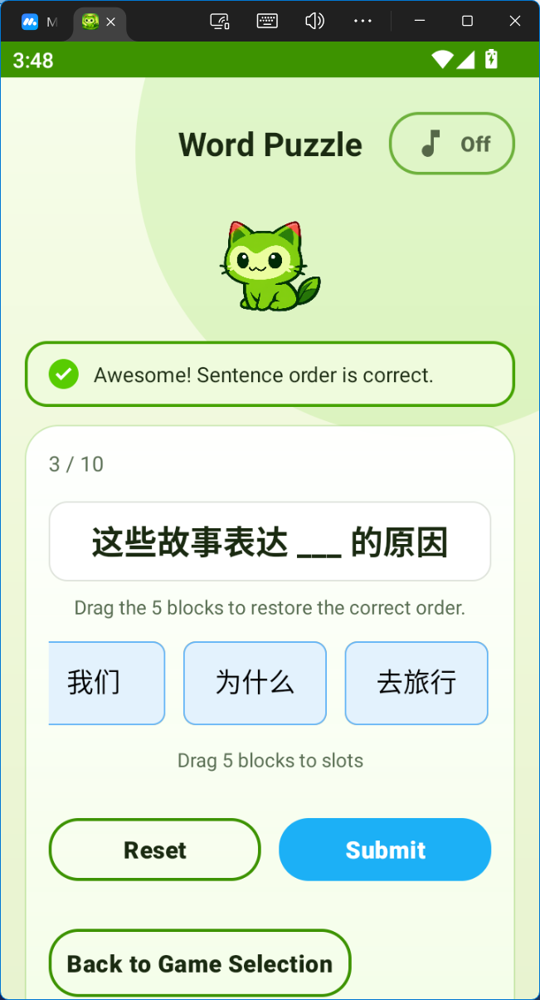 M
3:48
Word Puzzle
Off
Awesome! Sentence order is correct.
3 / 10
这些故事表达 ___ 的原因
Drag the 5 blocks to restore the correct order.
我们 为什么 去旅行
Drag 5 blocks to slots
Reset Submit
Back to Game Selection